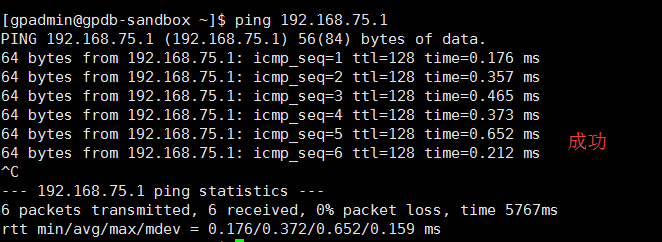 [gpadmin@gpdb-sandbox ~]$ ping 192.168.75.1
PING 192.168.75.1 (192.168.75.1) 56(84) bytes of data.
64 bytes from 192.168.75.1: icmp_seq=1 ttl=128 time=0.176 ms
64 bytes from 192.168.75.1: icmp_seq=2 ttl=128 time=0.357 ms
64 bytes from 192.168.75.1: icmp_seq=3 ttl=128 time=0.465 ms
64 bytes from 192.168.75.1: icmp_seq=4 ttl=128 time=0.373 ms
64 bytes from 192.168.75.1: icmp_seq=5 ttl=128 time=0.652 ms
成功
64 bytes from 192.168.75.1: icmp_seq=6 ttl=128 time=0.212 ms
^C
--- 192.168.75.1 ping statistics ---
6 packets transmitted, 6 received, 0% packet loss, time 5767ms
rtt min/avg/max/mdev = 0.176/0.372/0.652/0.159 ms